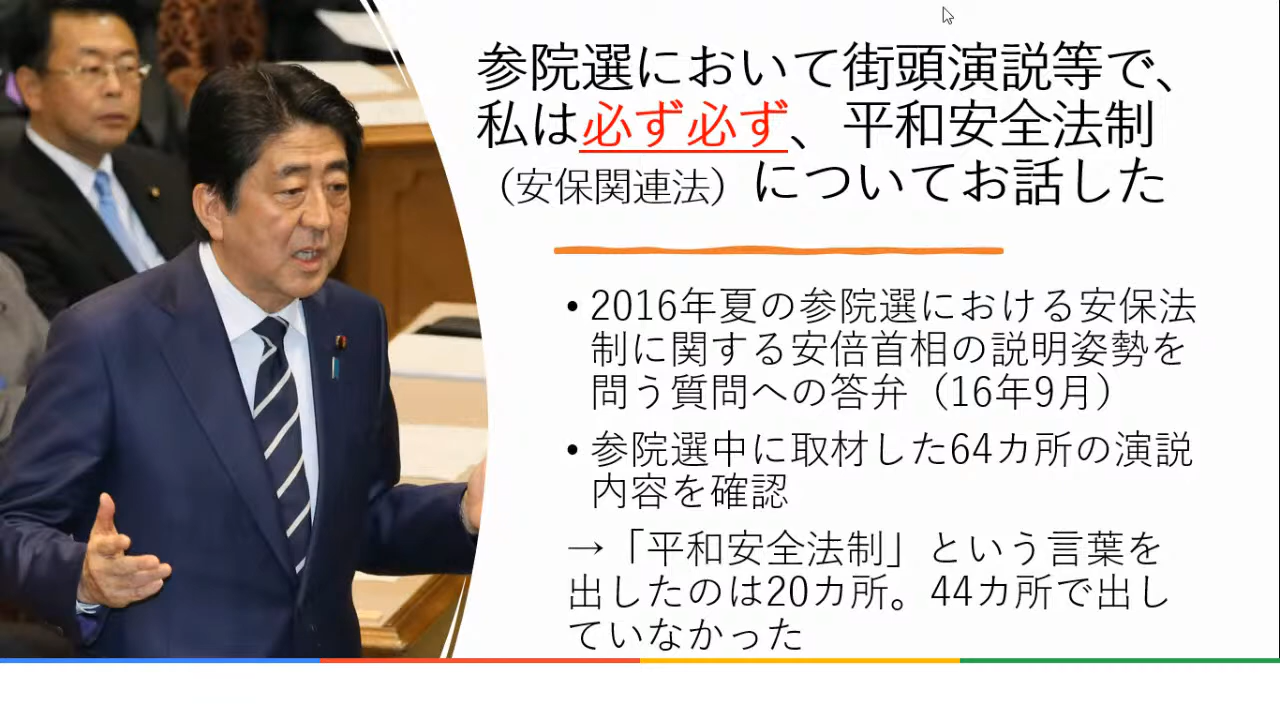 参院選において街頭演説等で、
私は必ず必ず、平和安全法制
（安保関連法）についてお話した
• 2016年夏の参院選における安保法
制に関する安倍首相の説明姿勢を
問う質問への答弁（16年9月）
• 参院選中に取材した64カ所の演説
内容を確認
→「平和安全法制」という言葉を
出したのは20カ所。44カ所で出し
ていなかった